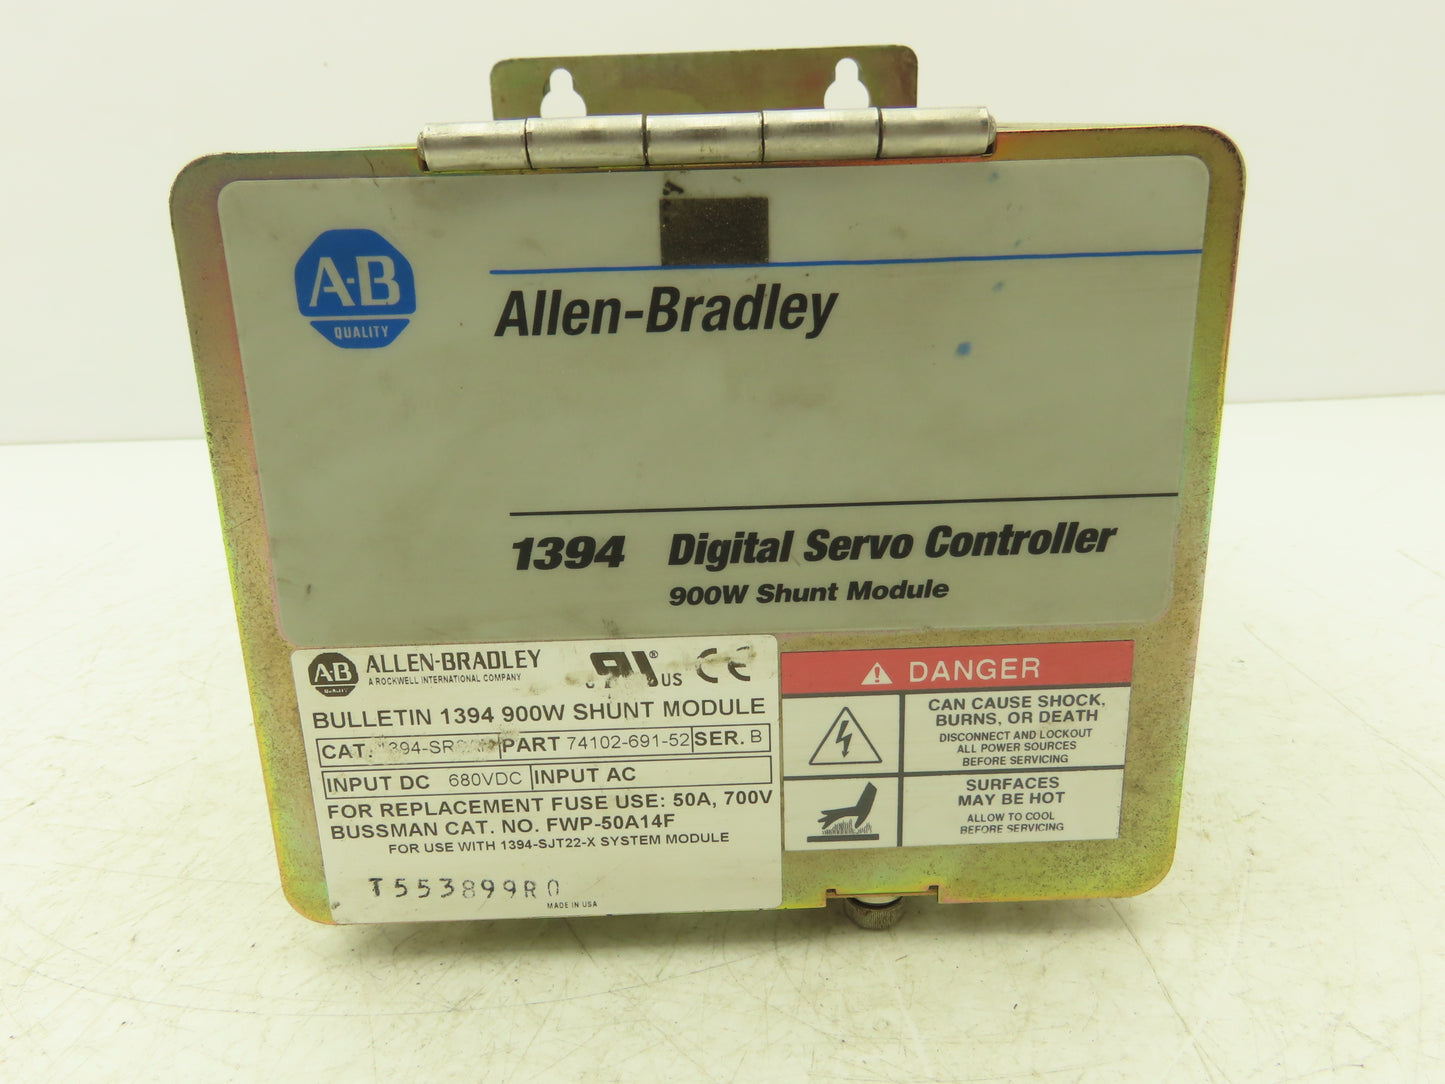 A-B
QUALITY
Allen-Bradley
1394 Digital Servo Controller
900W Shunt Module
AB
ALLEN-BRADLEY
A ROCKWELL INTERNATIONAL COMPANY
® US CE
BULLETIN 1394 900W SHUNT MODULE
CAT. PART 74102-691-52 SER. B
INPUT DC 680VDC INPUT AC
FOR REPLACEMENT FUSE USE: 50A, 700V
BUSSMAN CAT. NO. FWP-50A14F
FOR USE WITH 1394-SJT22-X SYSTEM MODULE
T553899R0
MADE IN USA
DANGER
CAN CAUSE SHOCK,
BURNS, OR DEATH
DISCONNECT AND LOCKOUT
ALL POWER SOURCES
BEFORE SERVICING
SURFACES
MAY BE HOT
ALLOW TO COOL
BEFORE SERVICING